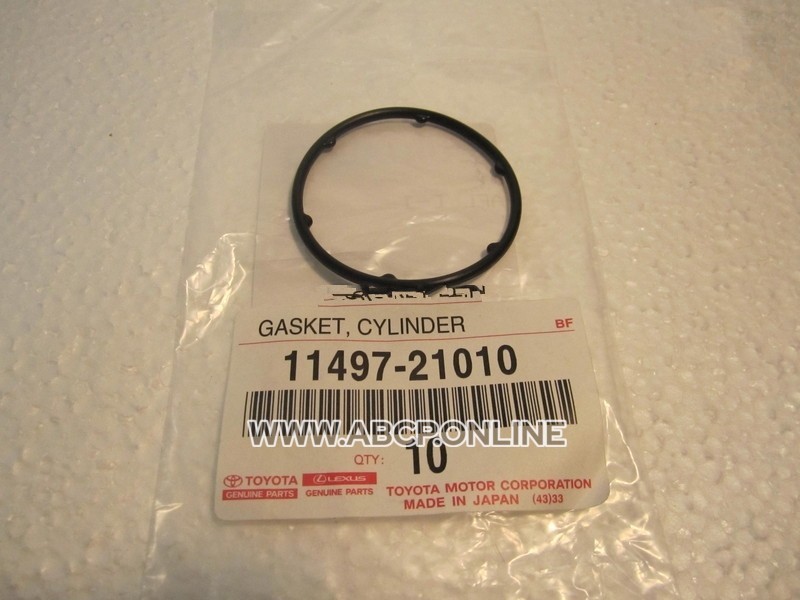 GASKET, CYLINDER
BF
11497-21010
WWW.ABCPONLINE
QTY: 10
TOYOTA
GENUINE PARTS
LEXUS
GENUINE PARTS
TOYOTA MOTOR CORPORATION
MADE IN JAPAN (43)33